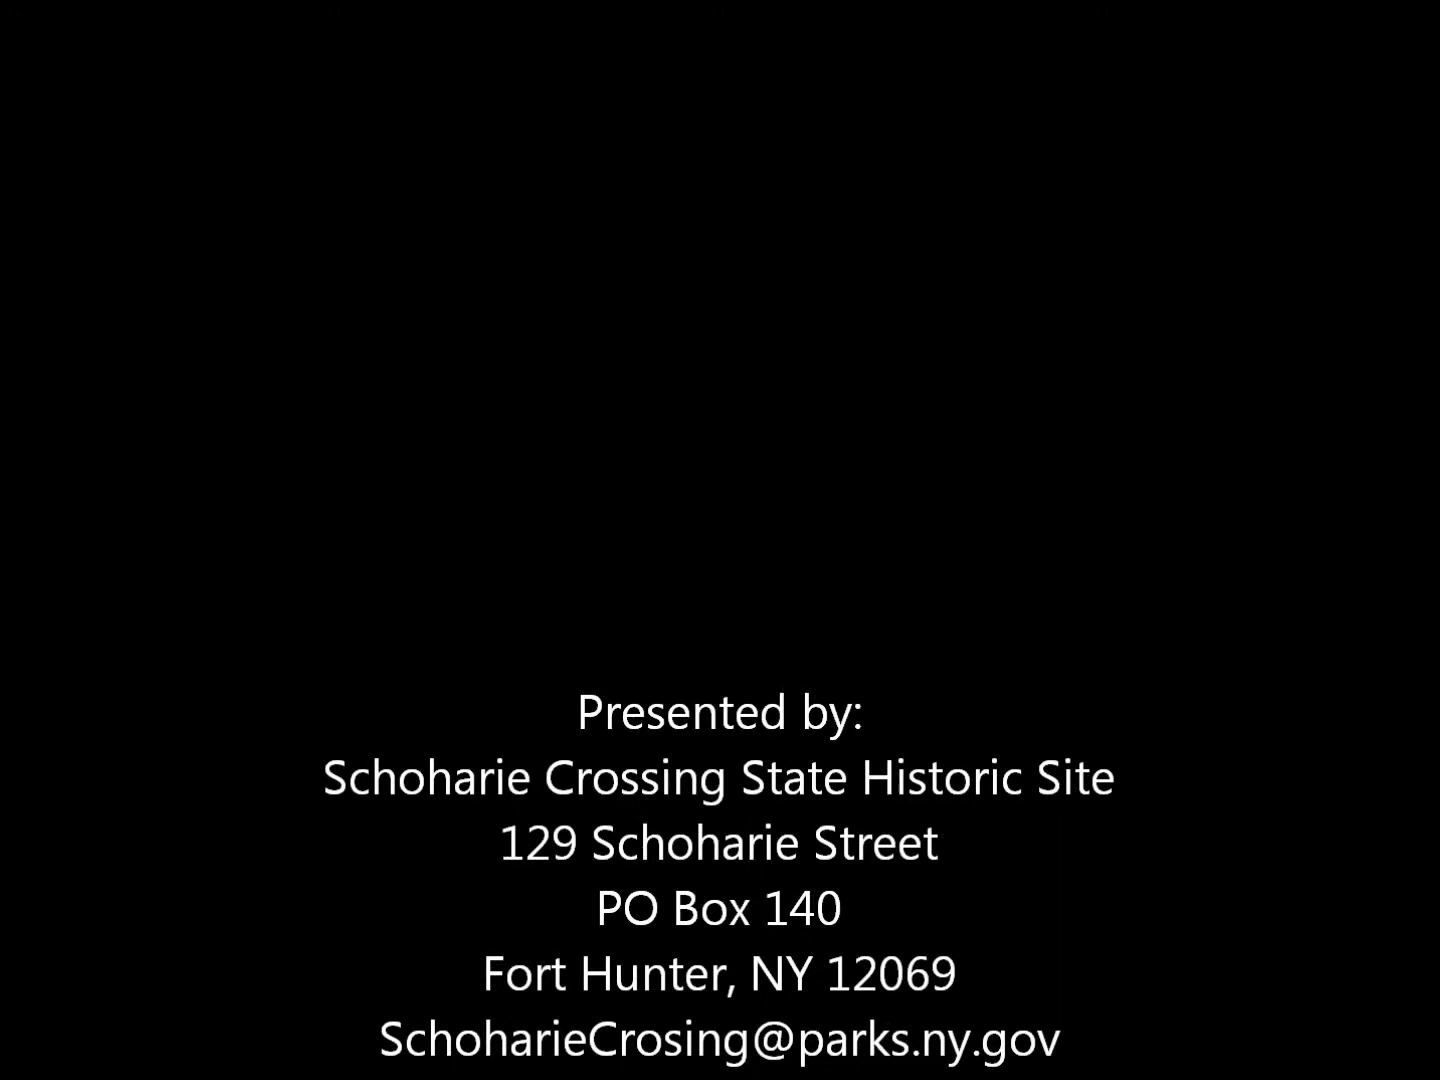 Presented by:
Schoharie Crossing State Historic Site
129 Schoharie Street
PO Box 140
Fort Hunter, NY 12069
SchoharieCrosing@parks.ny.gov